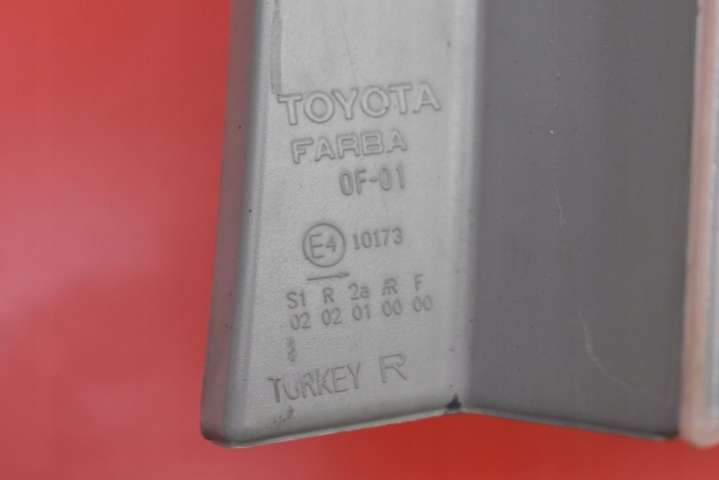 TOYOTA
FARBA
0F-01
E4 10173
S1 R 2a AR F
02 02 01 00 00
TURKEY R